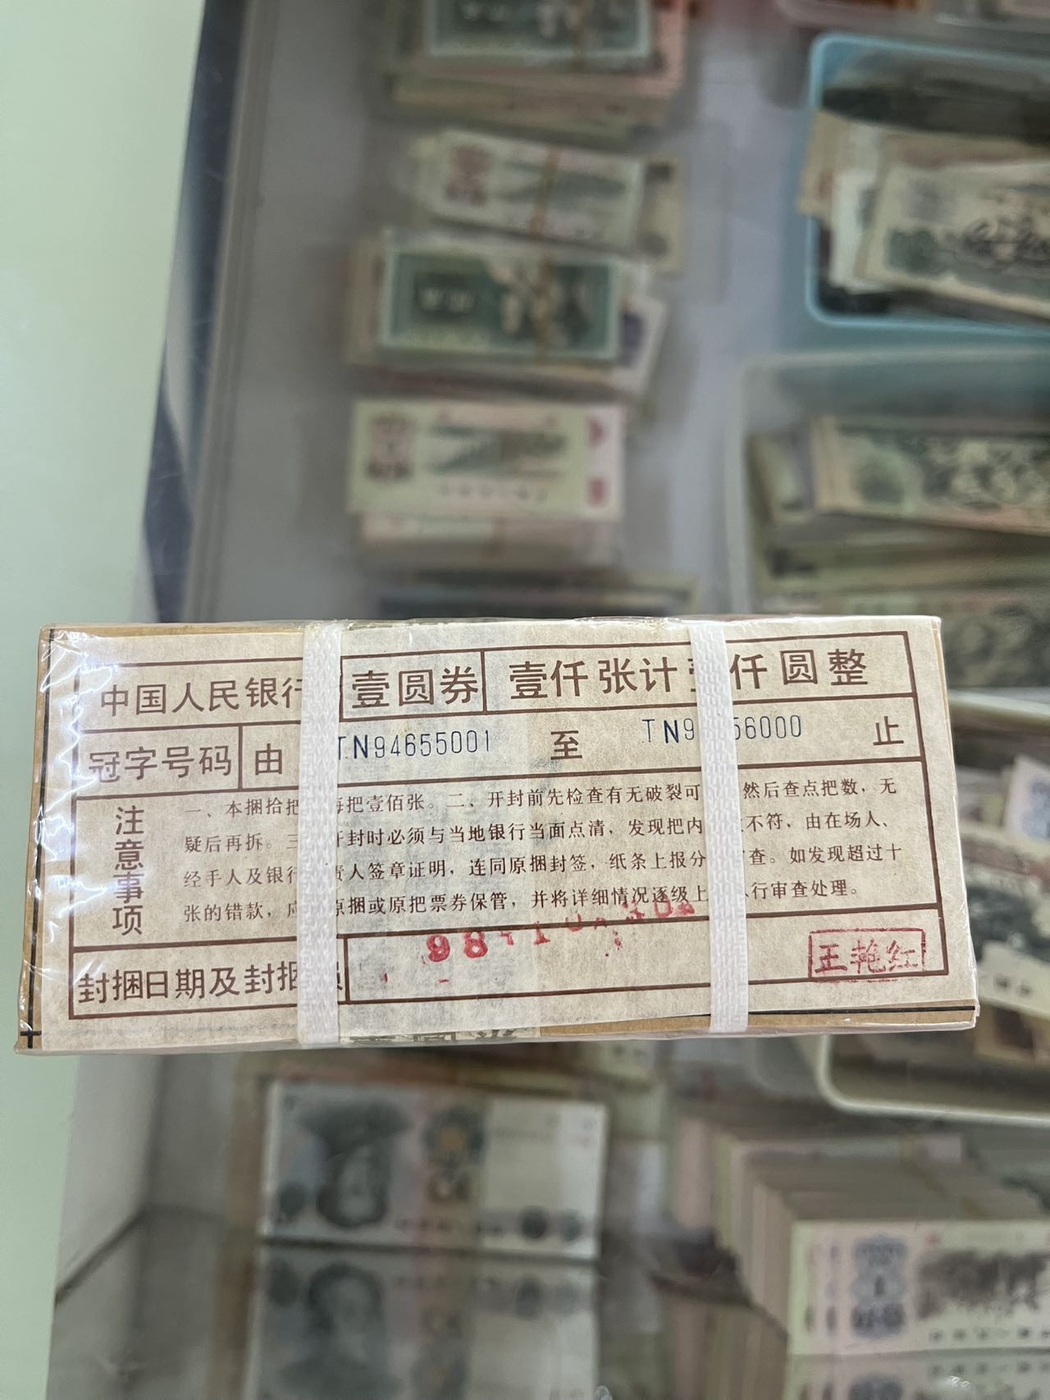 中国人民银行 壹圆券 壹仟张计 仟圆整
冠字号码 由 TN94655001 至 TN9 56000 止
注意事项
一、本捆拾把 每把壹佰张。二、开封前先检查有无破裂可 然后查点把数，无
疑后再拆。三 开封时必须与当地银行当面点清，发现把内 不符，由在场人、
经手人及银行 责人签章证明，连同原捆封签，纸条上报分 审查。如发现超过十
张的错款，应 原捆或原把票券保管，并将详细情况逐级上 行审查处理。
封捆日期及封捆员 98 王艳红